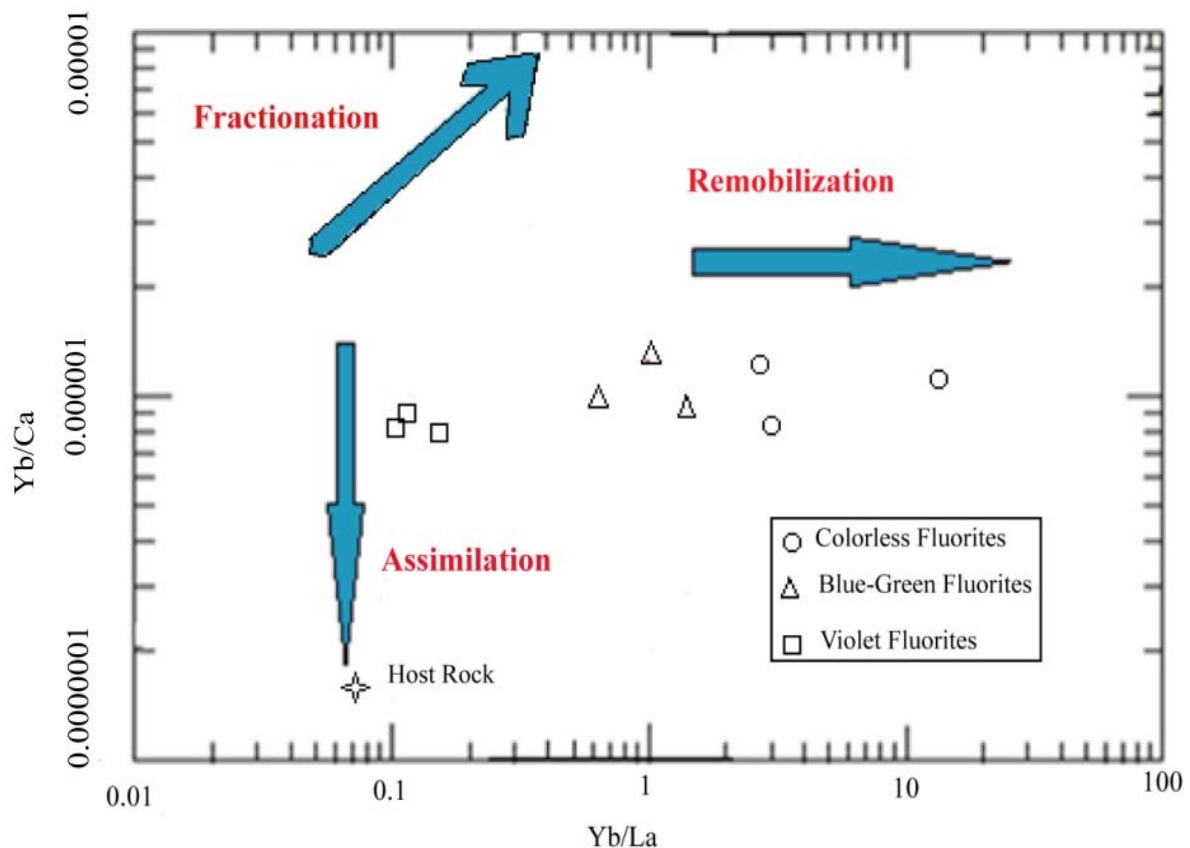 0.00001
Fractionation
Remobilization
0.000001
Yb/Ca
Assimilation
Colorless Fluorites
Blue-Green Fluorites
Violet Fluorites
Host Rock
0.0000001
0.01
0.1
1
10
100
Yb/La